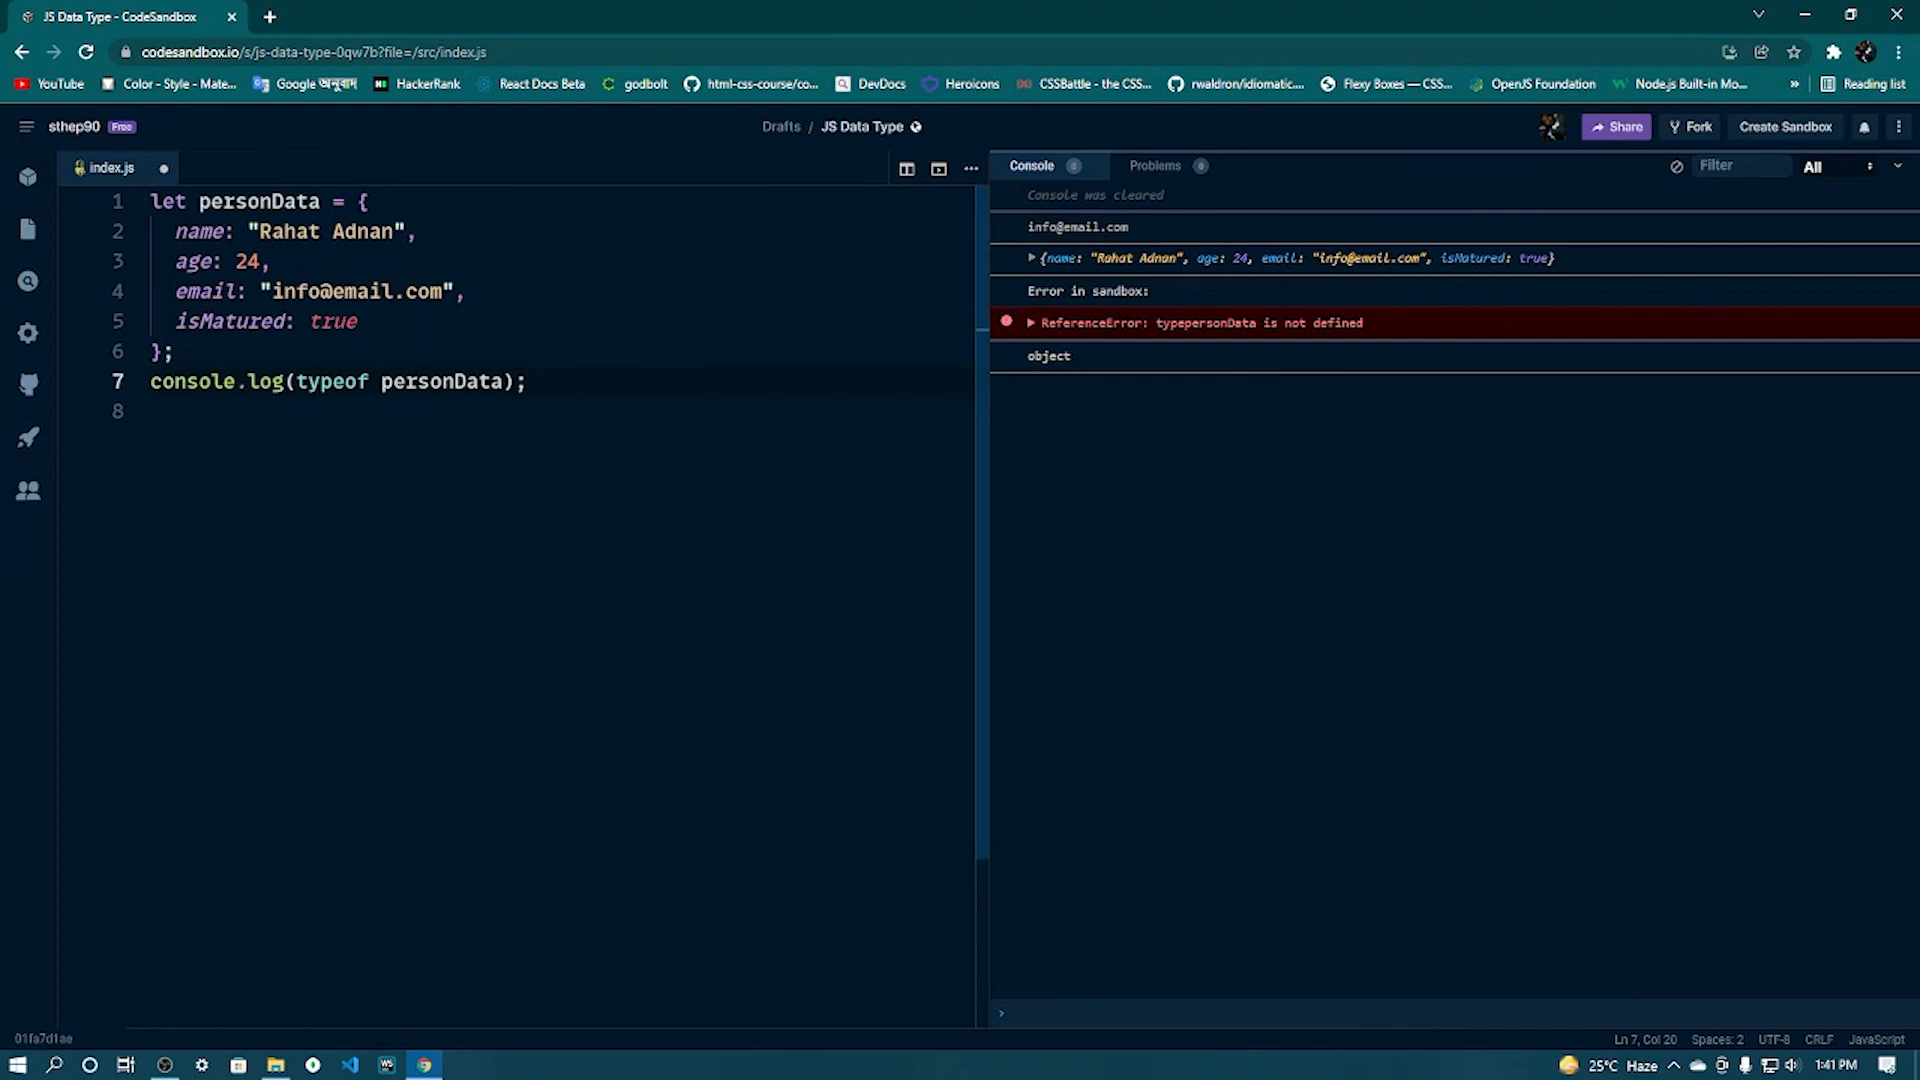 JS Data Type - CodeSandbox
codesandbox.io/s/js-data-type-0qw7b?file=/src/index.js
YouTube Color - Style - Mate... Google অনুবাদ HackerRank React Docs Beta godbolt html-css-course/co... DevDocs Heroicons CSSBattle - the CSS... rwaldron/idiomatic.... Flexy Boxes — CSS... OpenJS Foundation Node.js Built-in Mo... » Reading list
sthep90 Free Drafts / JS Data Type Share Fork Create Sandbox
index.js
Console 0 Problems 0 Filter All
1 let personData = {
2 name: "Rahat Adnan",
3 age: 24,
4 email: "info@email.com",
5 isMatured: true
6 };
7 console.log(typeof personData);
8
Console was cleared
info@email.com
{name: "Rahat Adnan", age: 24, email: "info@email.com", isMatured: true}
Error in sandbox:
ReferenceError: typepersonData is not defined
object
01fa7d1ae Ln 7, Col 20 Spaces: 2 UTF-8 CRLF JavaScript
25°C Haze 1:41 PM